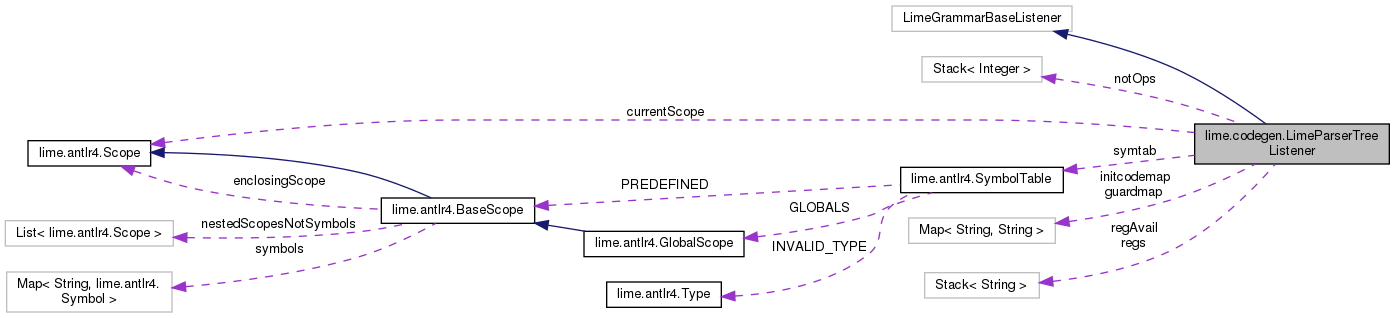 LimeGrammarBaseListener
Stack< Integer >
notOps
currentScope
lime.codegen.LimeParserTree
Listener
lime.antlr4.Scope
symtab
enclosingScope
PREDEFINED
lime.antlr4.SymbolTable
initcodemap
guardmap
lime.antlr4.BaseScope
GLOBALS
nestedScopesNotSymbols
List< lime.antlr4.Scope >
lime.antlr4.GlobalScope
Map< String, String >
regAvail
regs
symbols
INVALID_TYPE
Map< String, lime.antlr4.
Symbol >
lime.antlr4.Type
Stack< String >